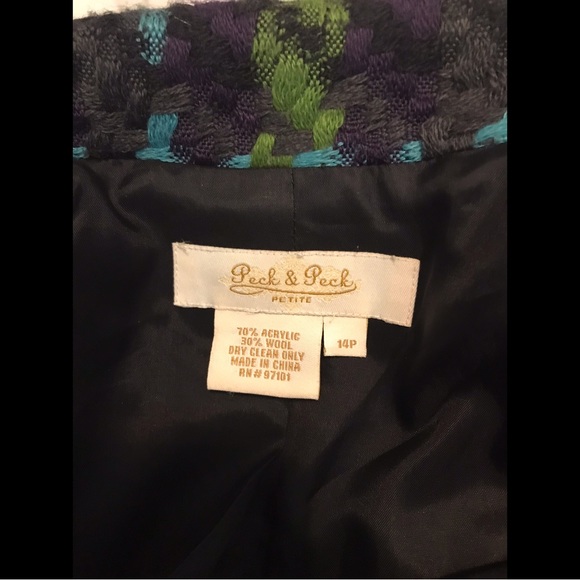 Peck & Peck
PETITE
70% ACRYLIC
30% WOOL
DRY CLEAN ONLY
MADE IN CHINA
RN # 97101
14P